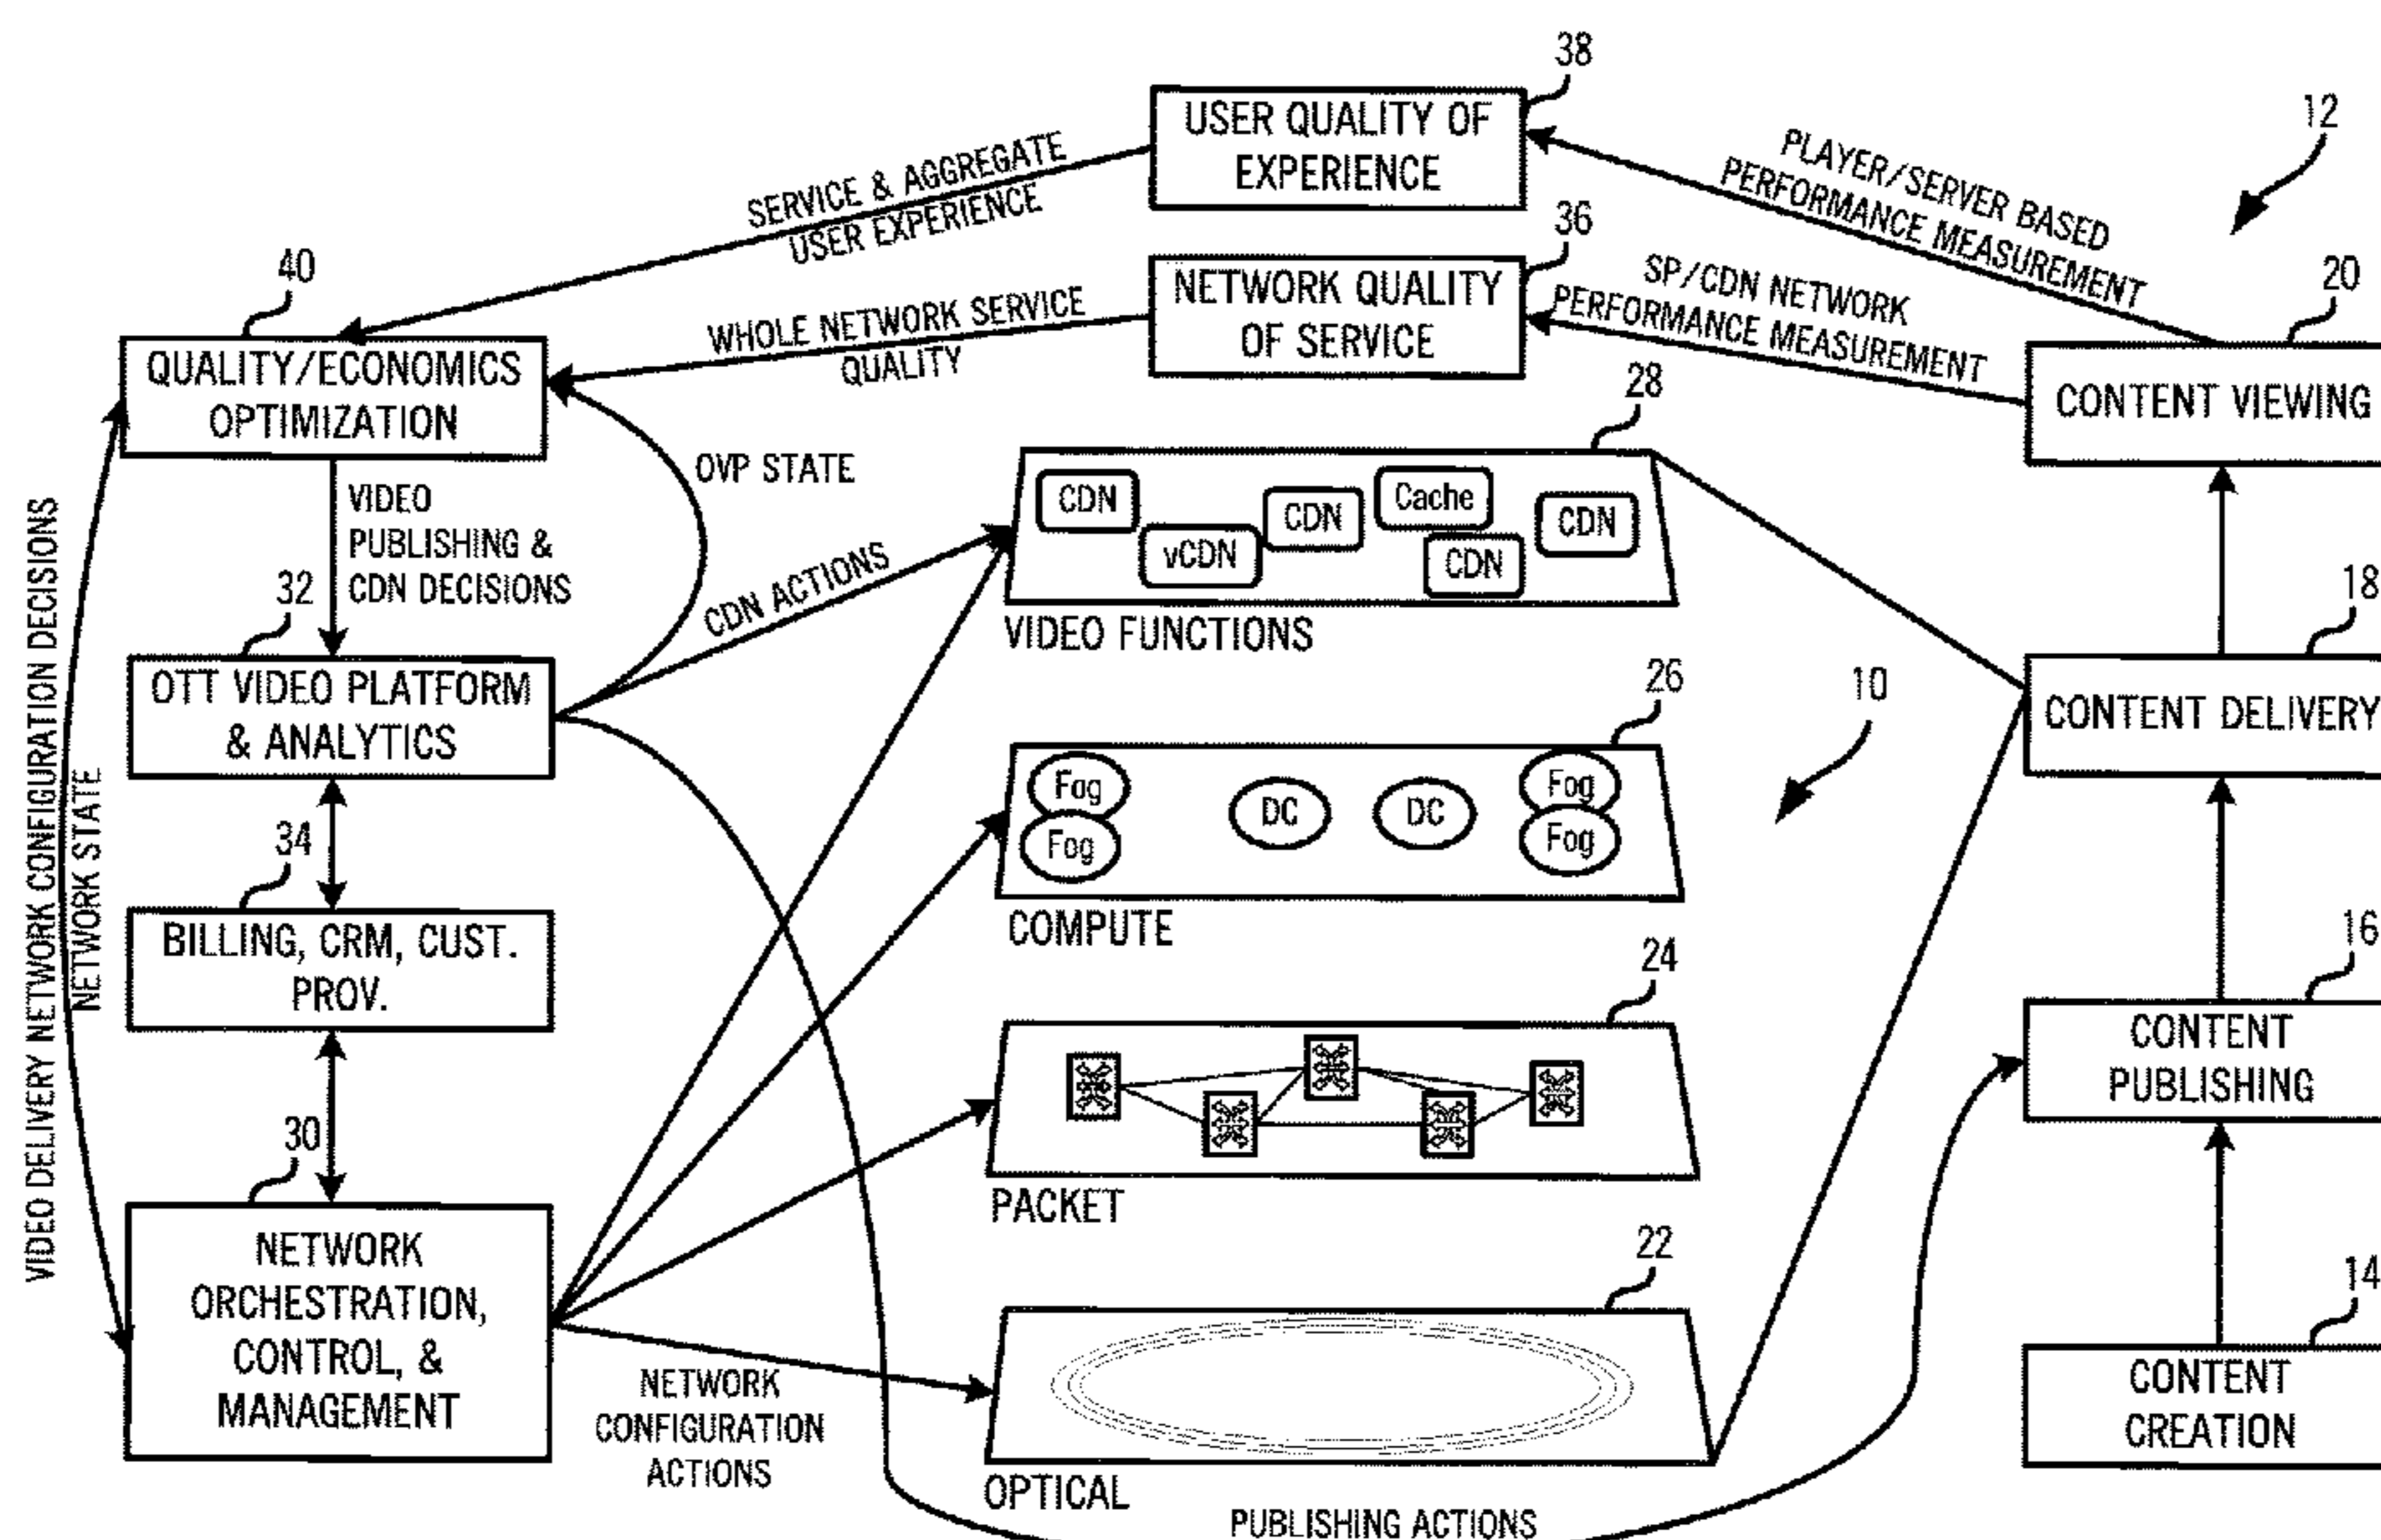 38
USER QUALITY OF
EXPERIENCE
12
PLAYER/SERVER BASED
PERFORMANCE MEASUREMENT
SERVICE & AGGREGATE
USER EXPERIENCE
36
NETWORK QUALITY
OF SERVICE
SP/CDN NETWORK
PERFORMANCE MEASUREMENT
20
CONTENT VIEWING
40
QUALITY/ECONOMICS
OPTIMIZATION
WHOLE NETWORK SERVICE
QUALITY
28
CDN
vCDN
CDN
Cache
CDN
CDN
VIDEO FUNCTIONS
OVP STATE
VIDEO
PUBLISHING &
CDN DECISIONS
CDN ACTIONS
32
OTT VIDEO PLATFORM
& ANALYTICS
18
CONTENT DELIVERY
26
10
Fog
Fog
DC
DC
Fog
Fog
COMPUTE
VIDEO DELIVERY NETWORK CONFIGURATION DECISIONS
NETWORK STATE
34
BILLING, CRM, CUST.
PROV.
24
PACKET
16
CONTENT
PUBLISHING
30
NETWORK
ORCHESTRATION,
CONTROL, &
MANAGEMENT
NETWORK
CONFIGURATION
ACTIONS
22
OPTICAL
14
CONTENT
CREATION
PUBLISHING ACTIONS